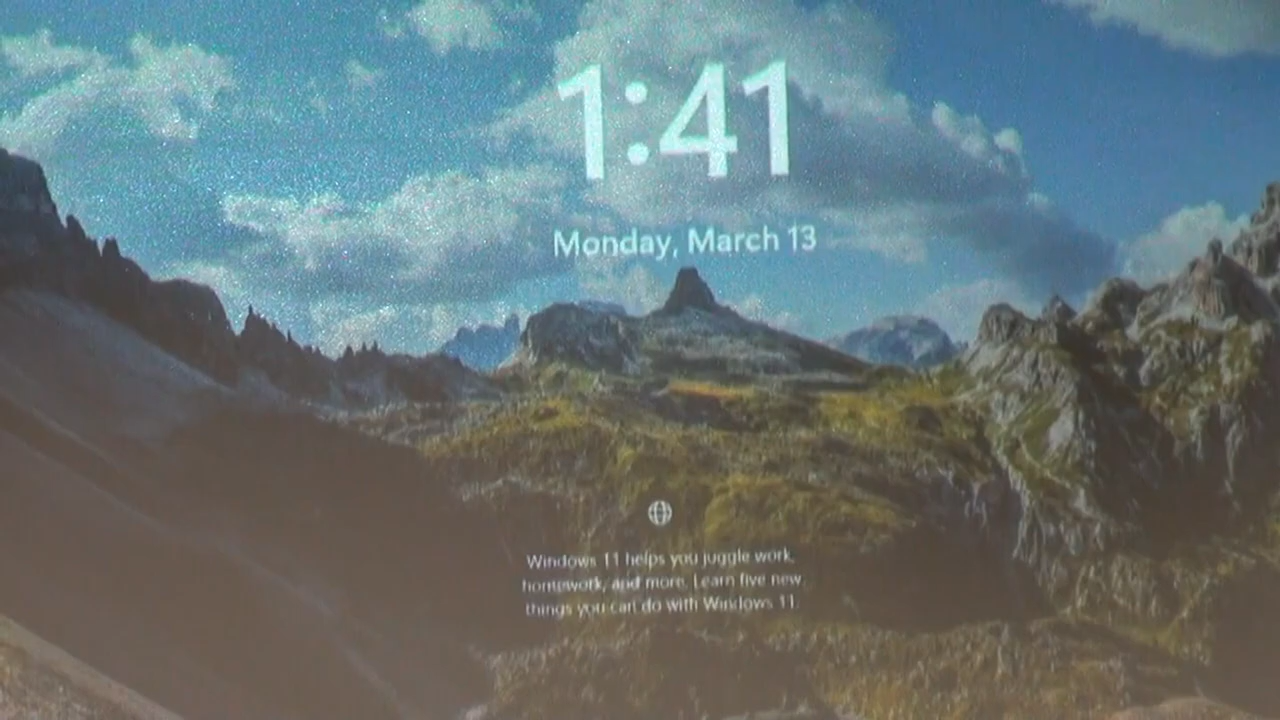 1:41
Monday, March 13
Windows 11 helps you juggle work,
homework, and more. Learn five new
things you can do with Windows 11.